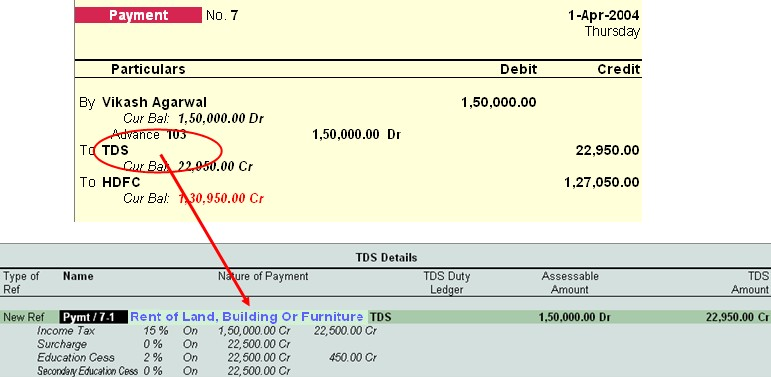 Payment No. 7 1-Apr-2004
Thursday
Particulars Debit Credit
By Vikash Agarwal 1,50,000.00
Cur Bal: 1,50,000.00 Dr
Advance 103 1,50,000.00 Dr
To TDS 22,950.00
Cur Bal: 22,950.00 Cr
To HDFC 1,27,050.00
Cur Bal: 1,30,950.00 Cr
TDS Details
Type of Name Nature of Payment TDS Duty Assessable TDS
Ref Ledger Amount Amount
New Ref Pymt / 7-1 Rent of Land, Building Or Furniture TDS 1,50,000.00 Dr 22,950.00 Cr
Income Tax 15 % On 1,50,000.00 Cr 22,500.00 Cr
Surcharge 0 % On 22,500.00 Cr
Education Cess 2 % On 22,500.00 Cr 450.00 Cr
Secondary Education Cess 0 % On 22,500.00 Cr